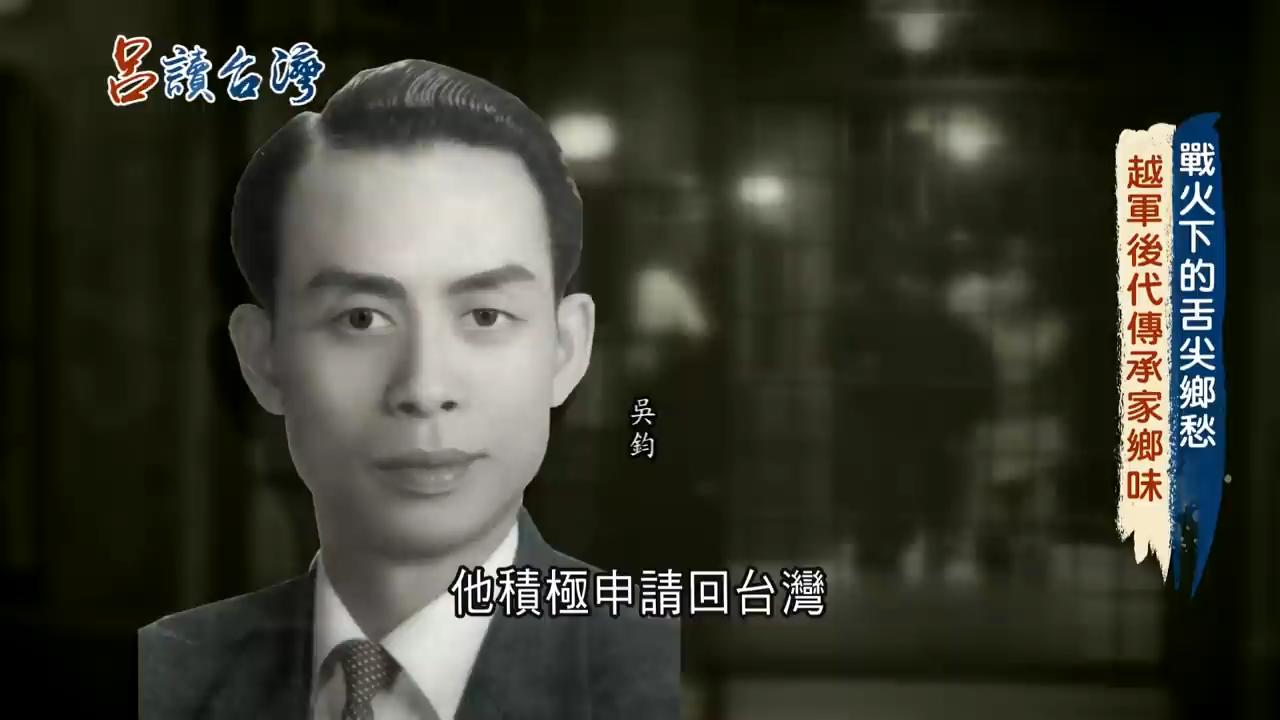 呂讀台灣
戰火下的舌尖鄉愁
越軍後代傳承家鄉味
吳鈞
他積極申請回台灣